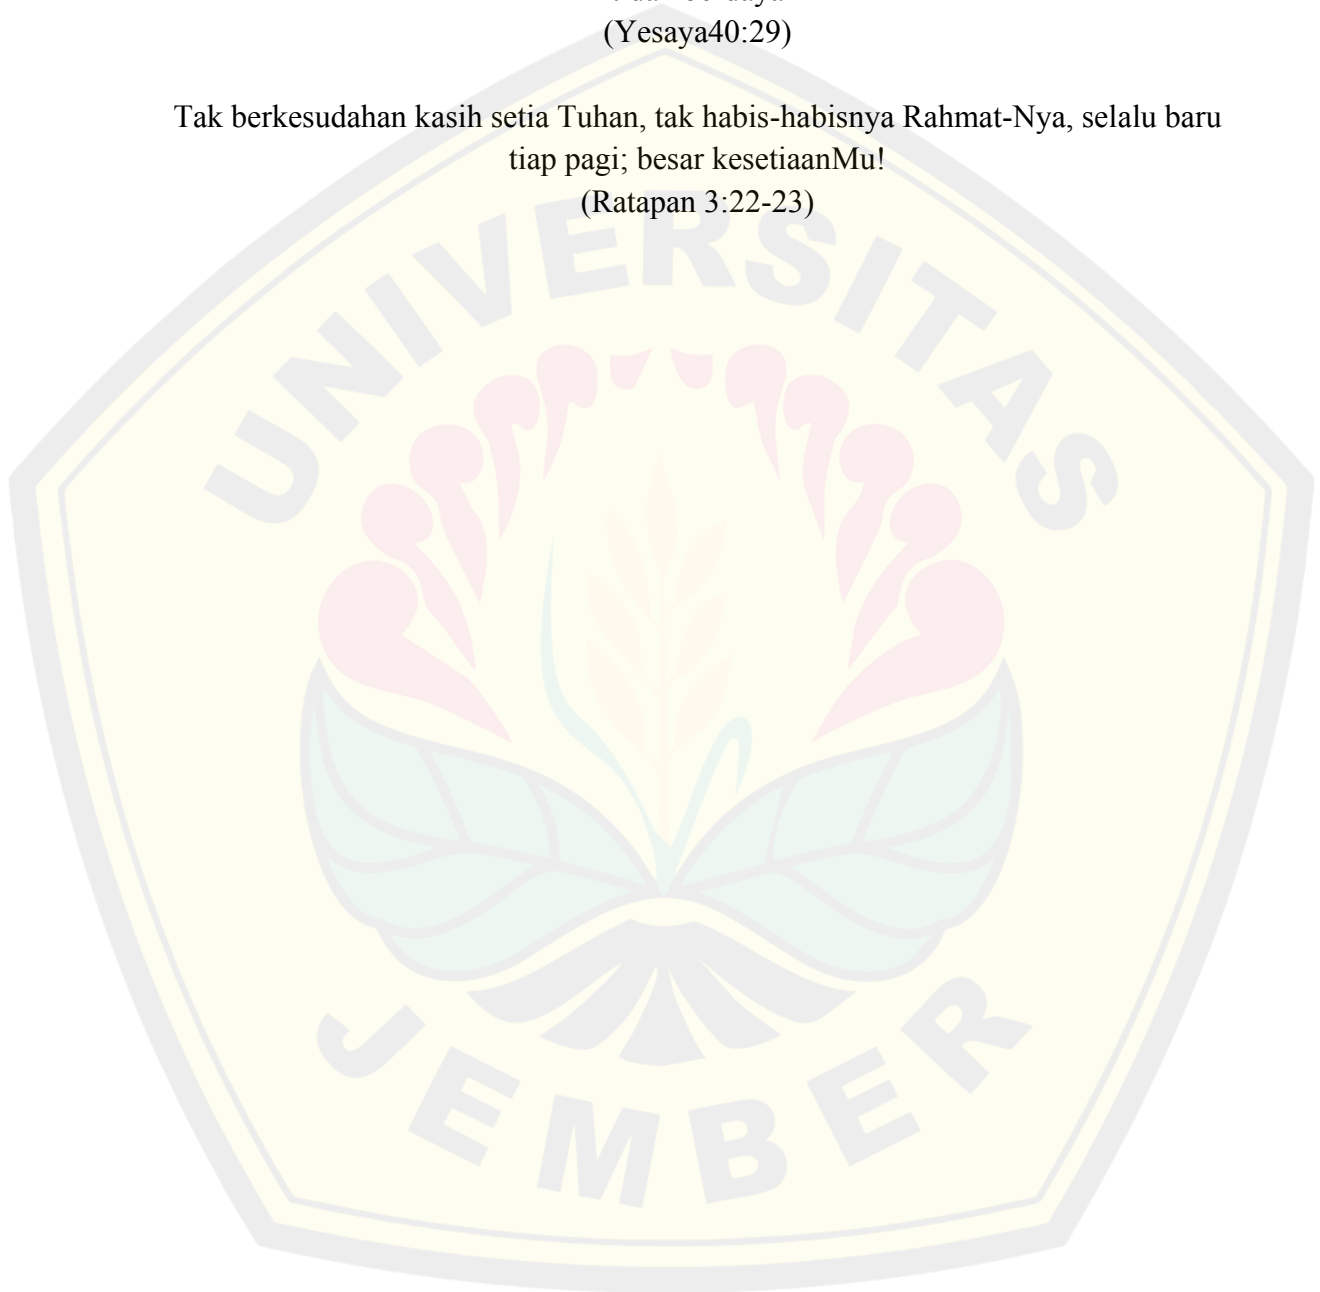 (Yesaya40:29)
Tak berkesudahan kasih setia Tuhan, tak habis-habisnya Rahmat-Nya, selalu baru
tiap pagi; besar kesetiaanMu!
(Ratapan 3:22-23)
UNIVERSITAS
JEMBER